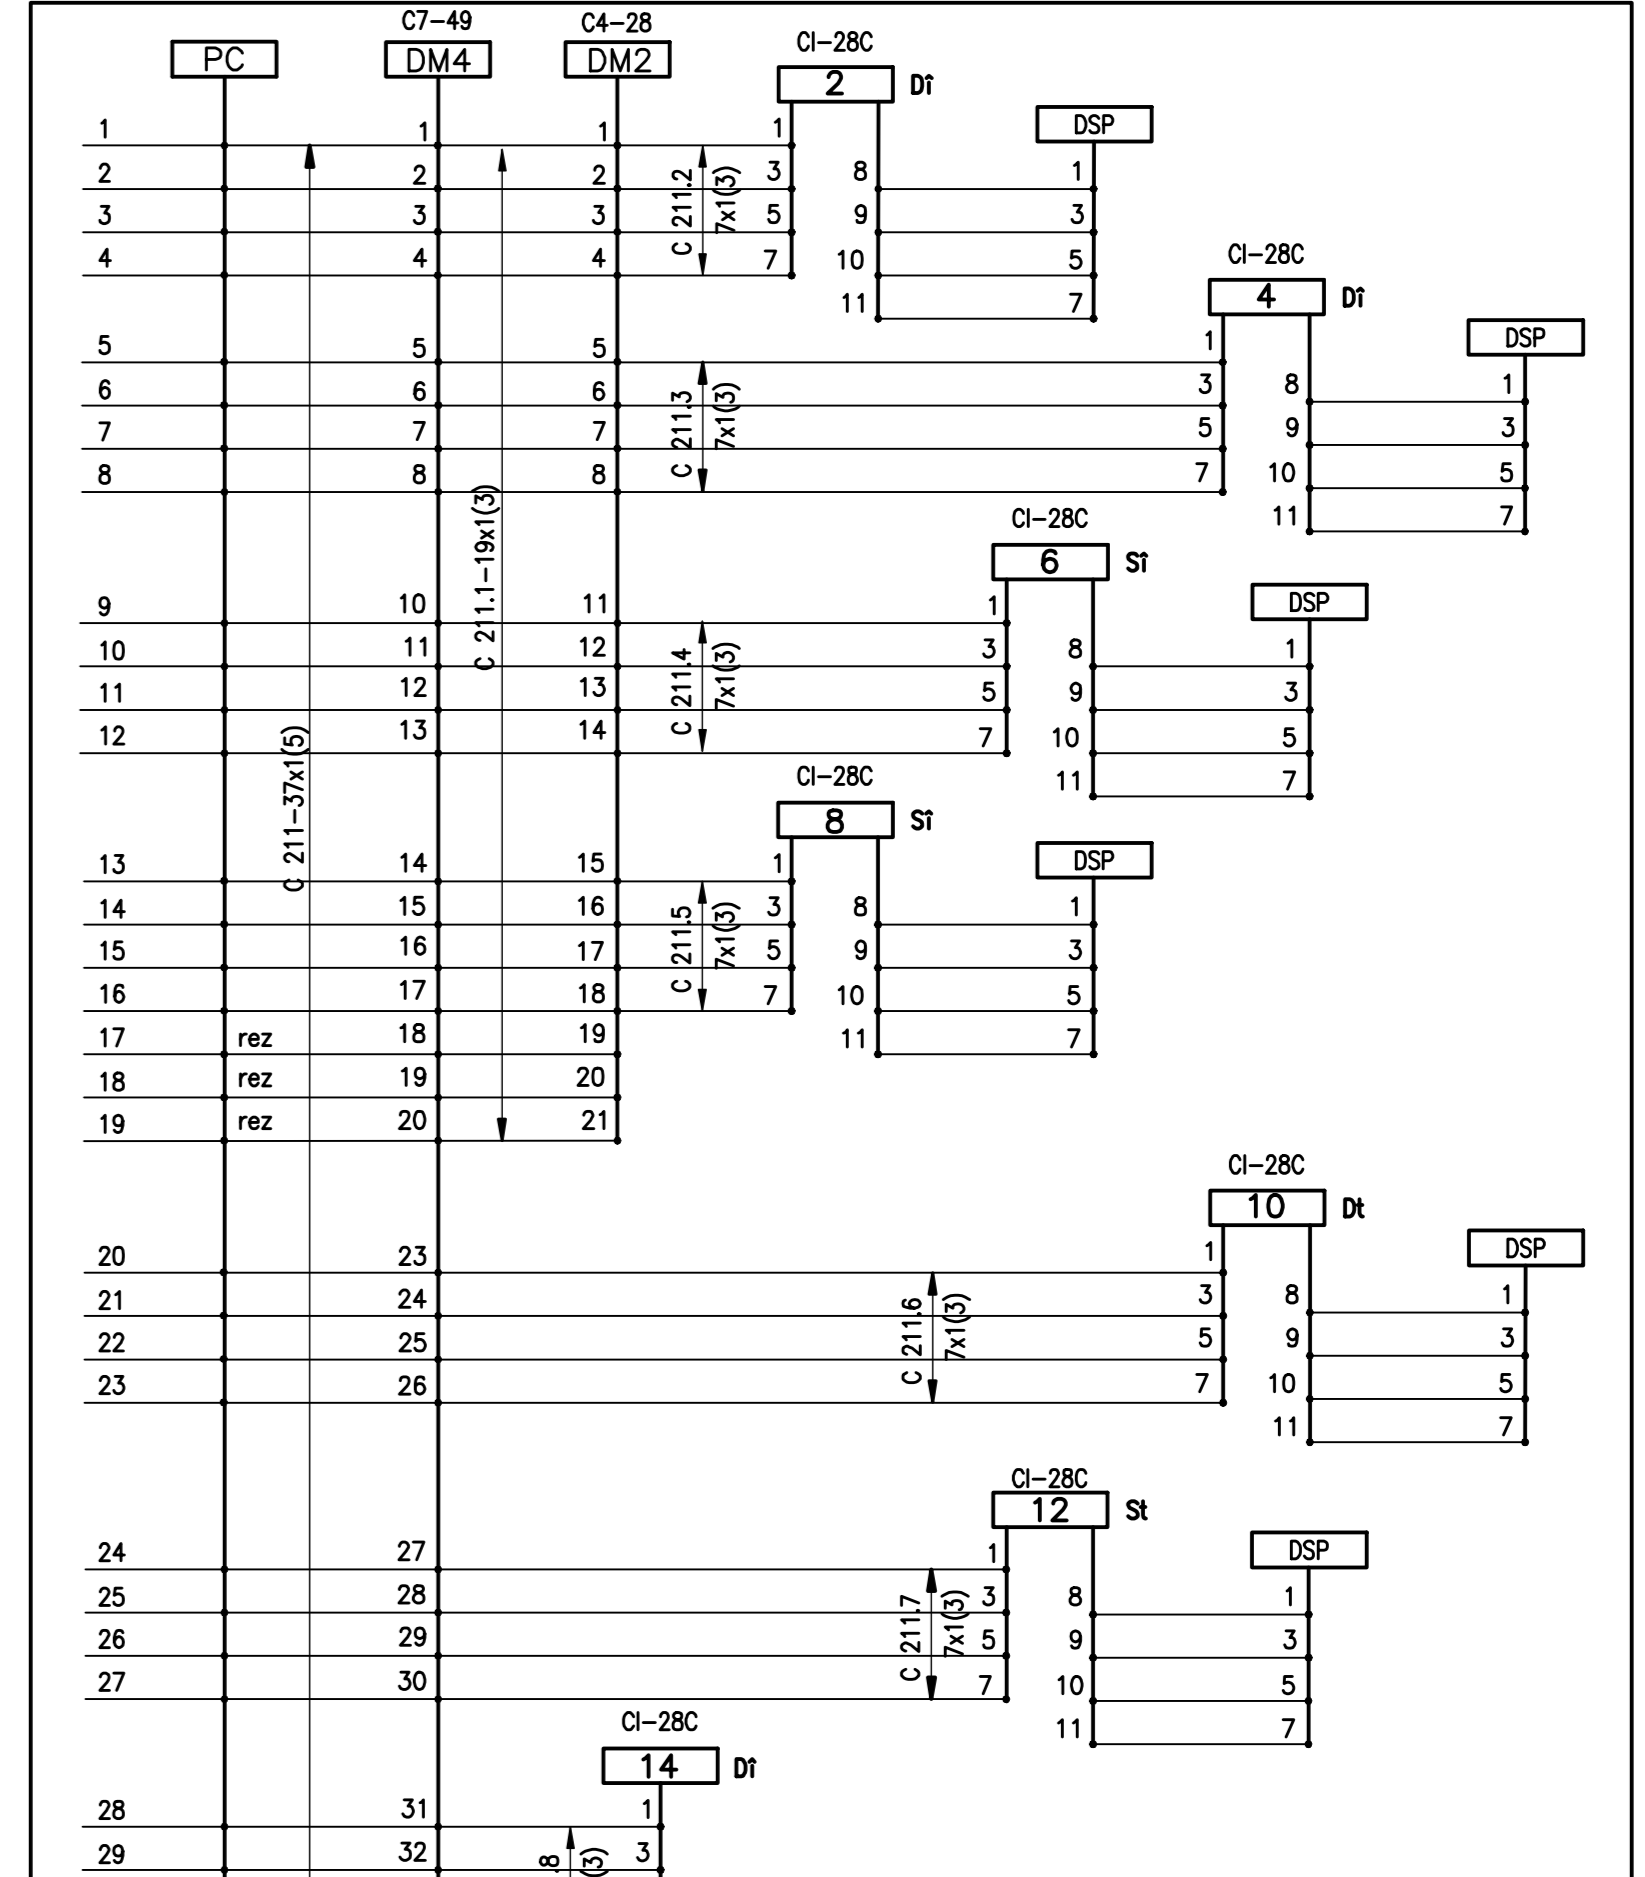 C7-49 C4-28
PC DM4 DM2 CI-28C
2 Dî
DSP
1 1 1 1
2 2 2 3 8 1
3 3 3 5 9 3
4 4 4 7 10 5
11 7
C 211.2
7x1(3)
CI-28C
4 Dî
DSP
5 5 5 1
6 6 6 3 8 1
7 7 7 5 9 3
8 8 8 7 10 5
11 7
C 211.3
7x1(3)
C 211.1-19x1(3)
CI-28C
6 Sî
DSP
9 10 11 1
10 11 12 3 8 1
11 12 13 5 9 3
12 13 14 7 10 5
11 7
C 211.4
7x1(3)
C 211-37x1(5)
CI-28C
8 Sî
DSP
13 14 15 1
14 15 16 3 8 1
15 16 17 5 9 3
16 17 18 7 10 5
17 rez 18 19 11 7
18 rez 19 20
19 rez 20 21
C 211.5
7x1(3)
CI-28C
10 Dt
DSP
20 23 1
21 24 3 8 1
22 25 5 9 3
23 26 7 10 5
11 7
C 211.6
7x1(3)
CI-28C
12 St
DSP
24 27 1
25 28 3 8 1
26 29 5 9 3
27 30 7 10 5
11 7
C 211.7
7x1(3)
CI-28C
14 Dî
28 31 1
29 32 3
.8
(3)